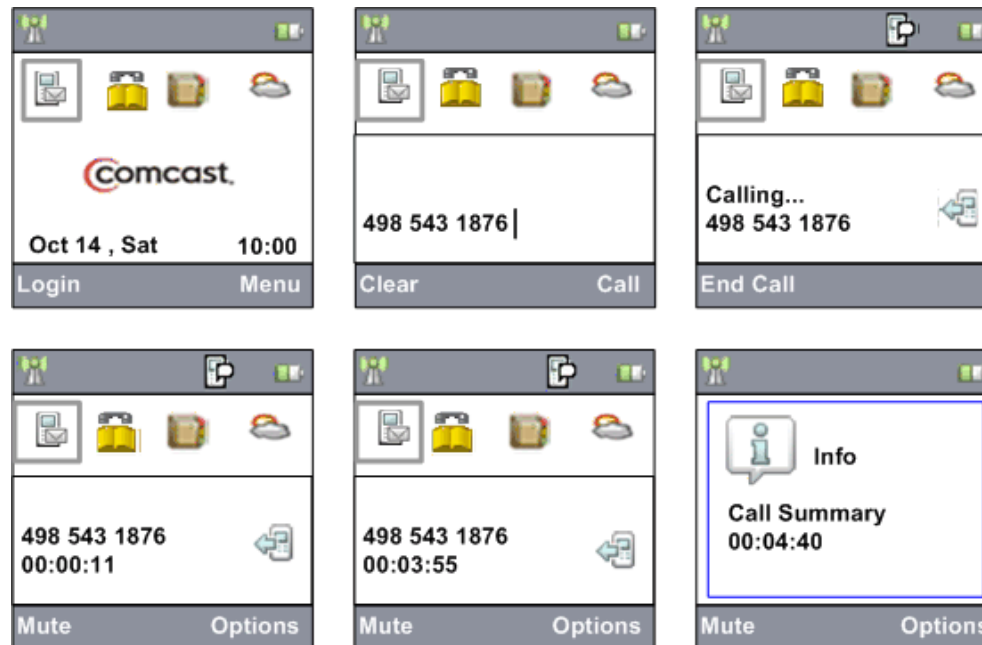 comcast.
Oct 14 , Sat 10:00
Login Menu
498 543 1876
Clear Call
Calling...
498 543 1876
End Call
498 543 1876
00:00:11
Mute Options
498 543 1876
00:03:55
Mute Options
Info
Call Summary
00:04:40
Mute Options